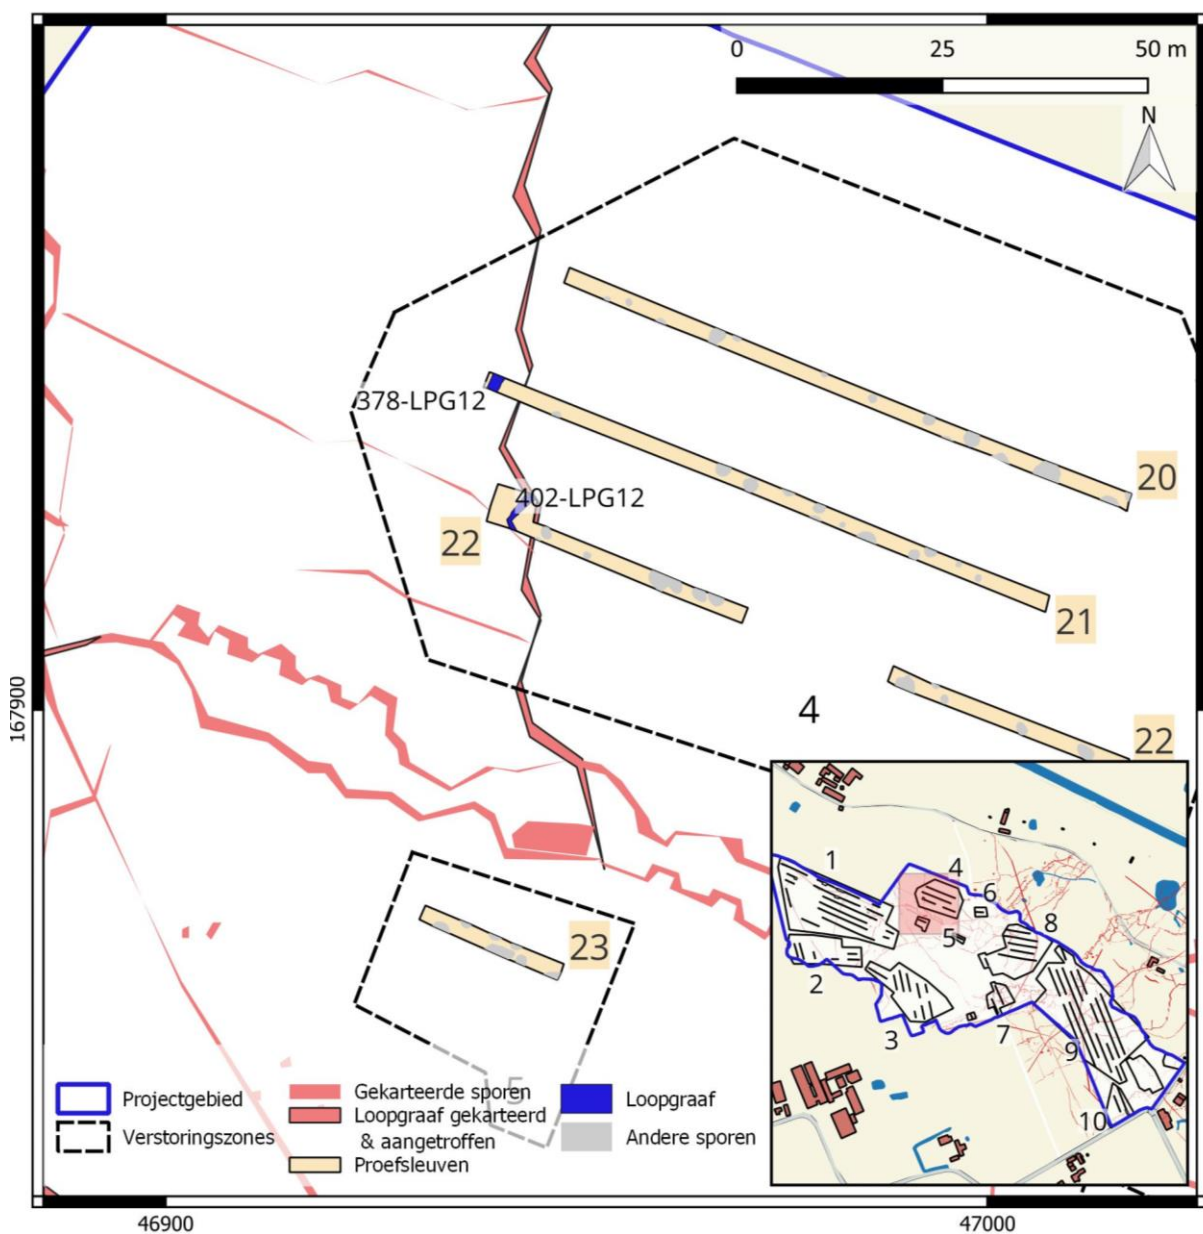 0 25 50 m
N
378-LPG12
20
402-LPG12
22
21
167900
4
22
23
5
Projectgebied
Verstoringszones
Gekarteerde sporen
Loopgraaf gekarteerd
& aangetroffen
Proefsleuven
Loopgraaf
Andere sporen
1
4
6
8
5
2
3
7
9
10
46900 47000